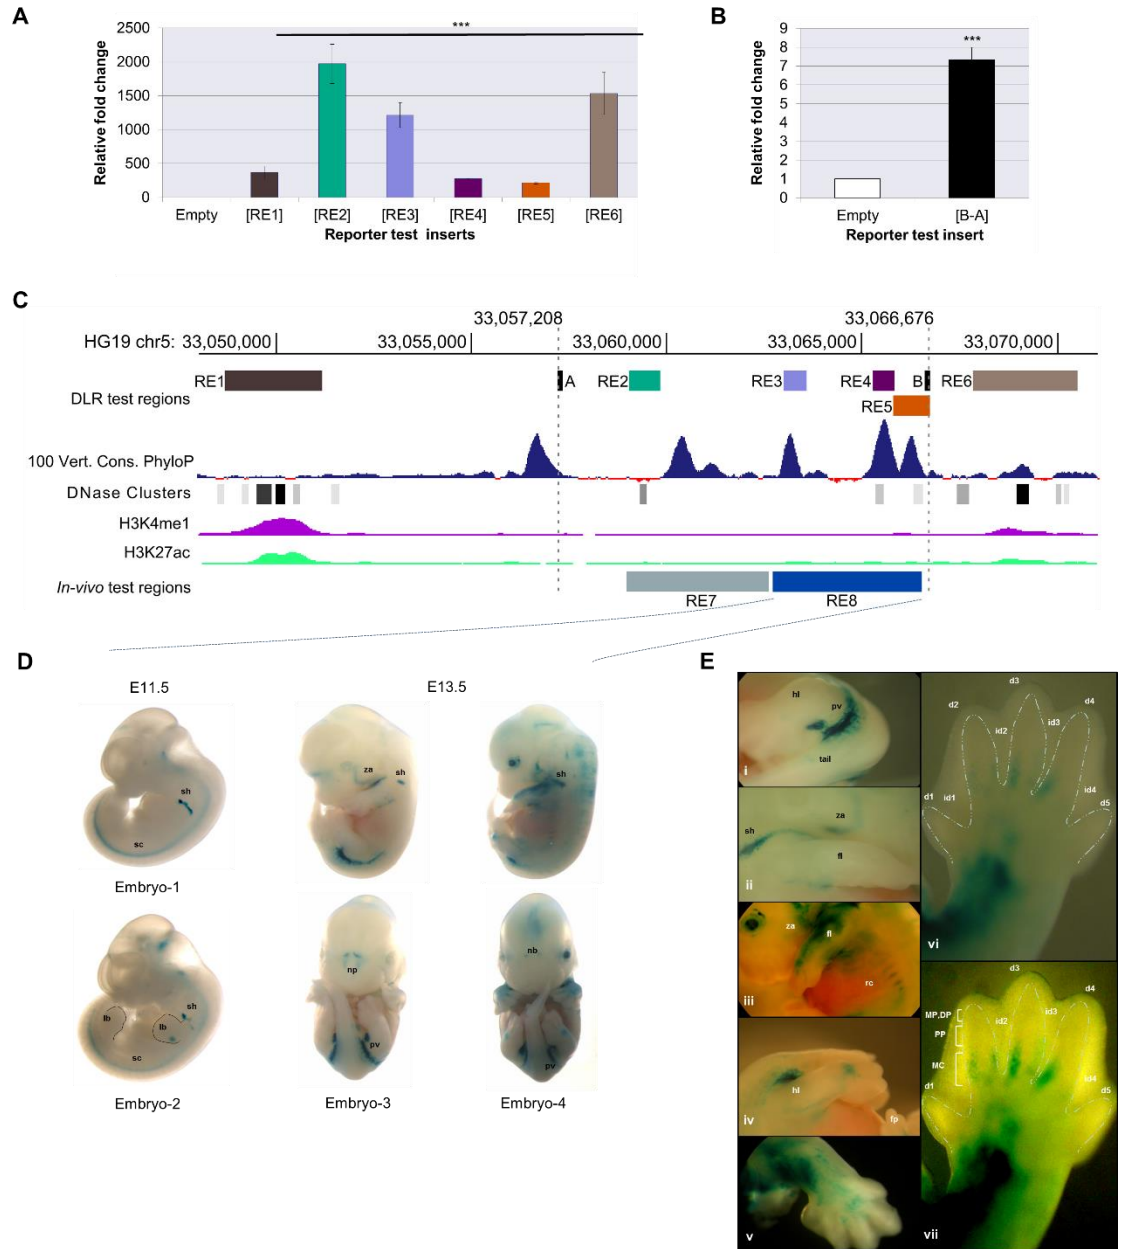 A
***
2500
2000
1500
1000
500
0
Relative fold change
Empty [RE1] [RE2] [RE3] [RE4] [RE5] [RE6]
Reporter test inserts
B
***
9
8
7
6
5
4
3
2
1
0
Relative fold change
Empty [B-A]
Reporter test insert
C
33,057,208 33,066,676
HG19 chr5: 33,050,000 33,055,000 33,060,000 33,065,000 33,070,000
RE1 A RE2 RE3 RE4 B RE6
DLR test regions
RE5
100 Vert. Cons. PhyloP
DNase Clusters
H3K4me1
H3K27ac
In-vivo test regions
RE7 RE8
D
E11.5 E13.5
sh
sc
za
sh
sh
Embryo-1
lb
lb
sh
sc
np
pv
nb
pv
Embryo-2 Embryo-3 Embryo-4
E
hl
pv
tail
i
sh
za
fl
ii
za
fl
rc
iii
hl
fp
iv
v
d3
d2
d4
id3
id2
d1
id1
id4
d5
vi
d3
d4
MP,DP
id3
id2
PP
MC
d1
id4
d5
vii